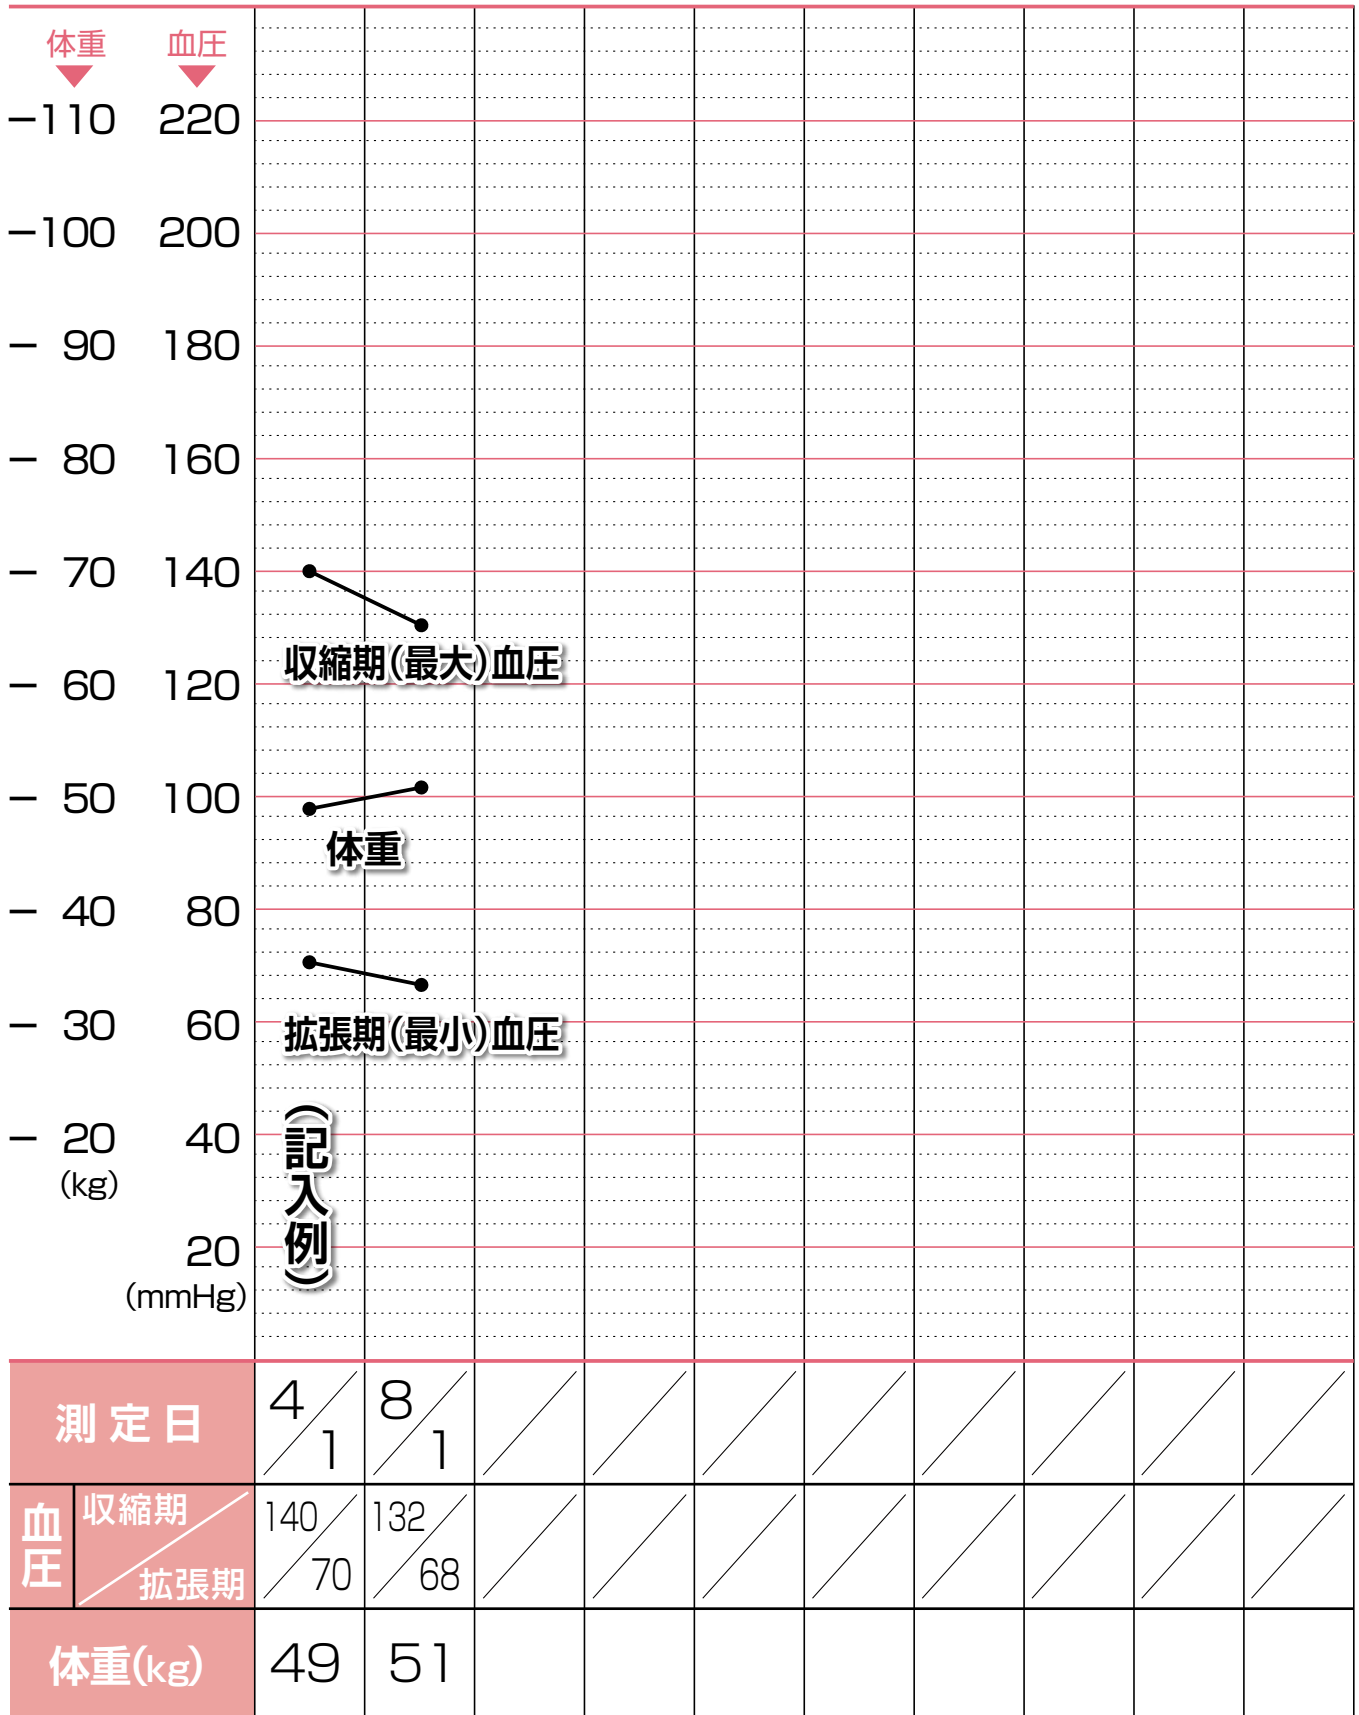 体重 血圧
110 220
100 200
90 180
80 160
70 140
60 120
50 100
40 80
30 60
20 40
(kg)
20
(mmHg)
収縮期(最大)血圧
体重
拡張期(最小)血圧
(記入例)
測定日 4/1 8/1
血圧 収縮期/拡張期 140/70 132/68
体重(kg) 49 51